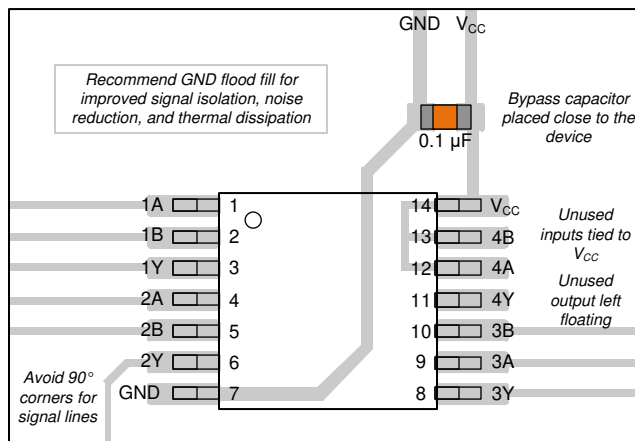 GND VCC
Recommend GND flood fill for
improved signal isolation, noise
reduction, and thermal dissipation
Bypass capacitor
placed close to the
device
0.1 µF
1A 1 14 VCC
1B 2 13 4B
1Y 3 12 4A
2A 4 11 4Y
2B 5 10 3B
2Y 6 9 3A
GND 7 8 3Y
Unused
inputs tied to
VCC
Unused
output left
floating
Avoid 90°
corners for
signal lines